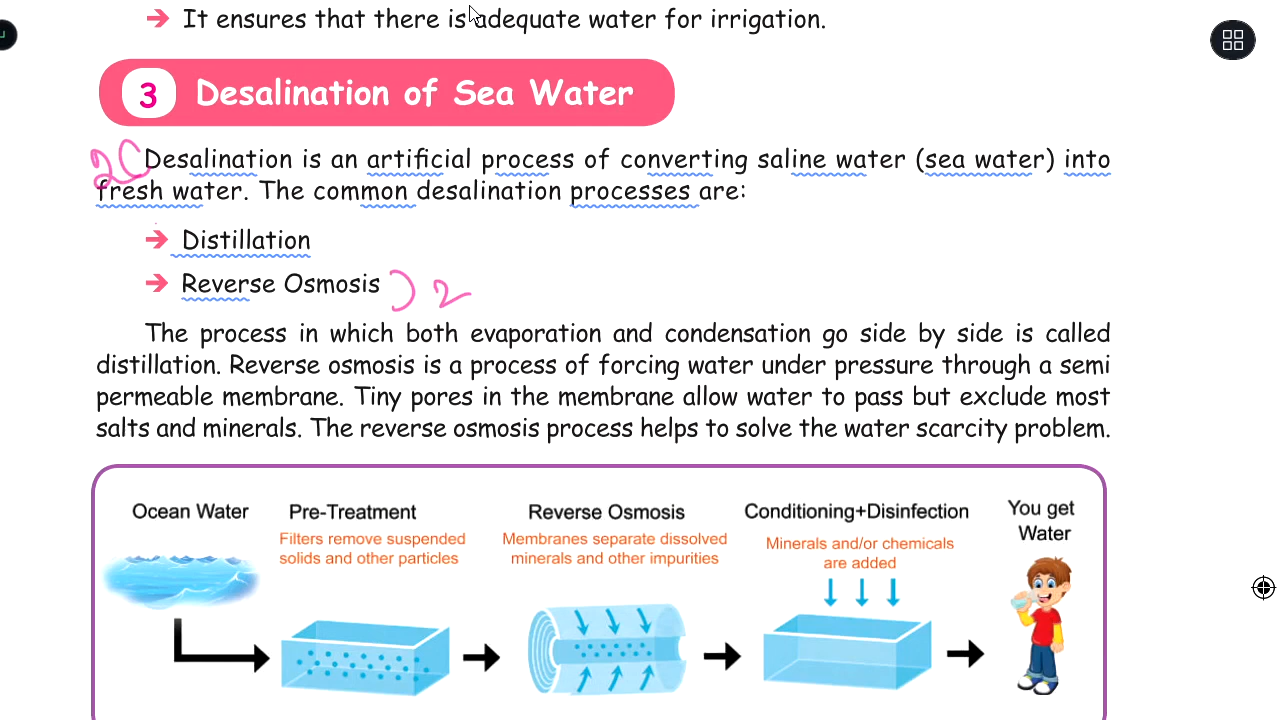 ➔ It ensures that there is adequate water for irrigation.
3 Desalination of Sea Water
2 Desalination is an artificial process of converting saline water (sea water) into
fresh water. The common desalination processes are:
➔ Distillation
➔ Reverse Osmosis ) 2
The process in which both evaporation and condensation go side by side is called
distillation. Reverse osmosis is a process of forcing water under pressure through a semi
permeable membrane. Tiny pores in the membrane allow water to pass but exclude most
salts and minerals. The reverse osmosis process helps to solve the water scarcity problem.
Ocean Water
Pre-Treatment
Filters remove suspended
solids and other particles
Reverse Osmosis
Membranes separate dissolved
minerals and other impurities
Conditioning+Disinfection
Minerals and/or chemicals
are added
You get
Water